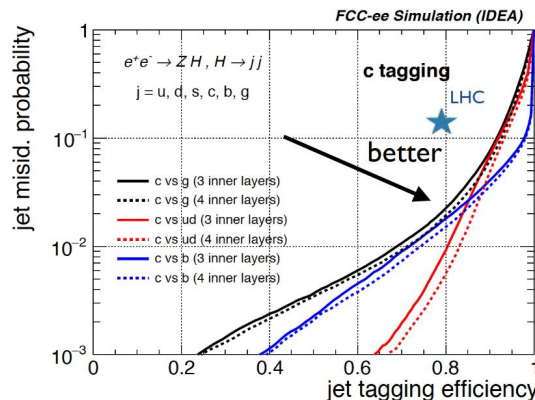 FCC-ee Simulation (IDEA)
e⁺e⁻ → Z H , H → j j
j = u, d, s, c, b, g
c tagging
LHC
better
c vs g (3 inner layers)
c vs g (4 inner layers)
c vs ud (3 inner layers)
c vs ud (4 inner layers)
c vs b (3 inner layers)
c vs b (4 inner layers)
jet misid. probability
1
10⁻¹
10⁻²
10⁻³
0 0.2 0.4 0.6 0.8 1
jet tagging efficiency